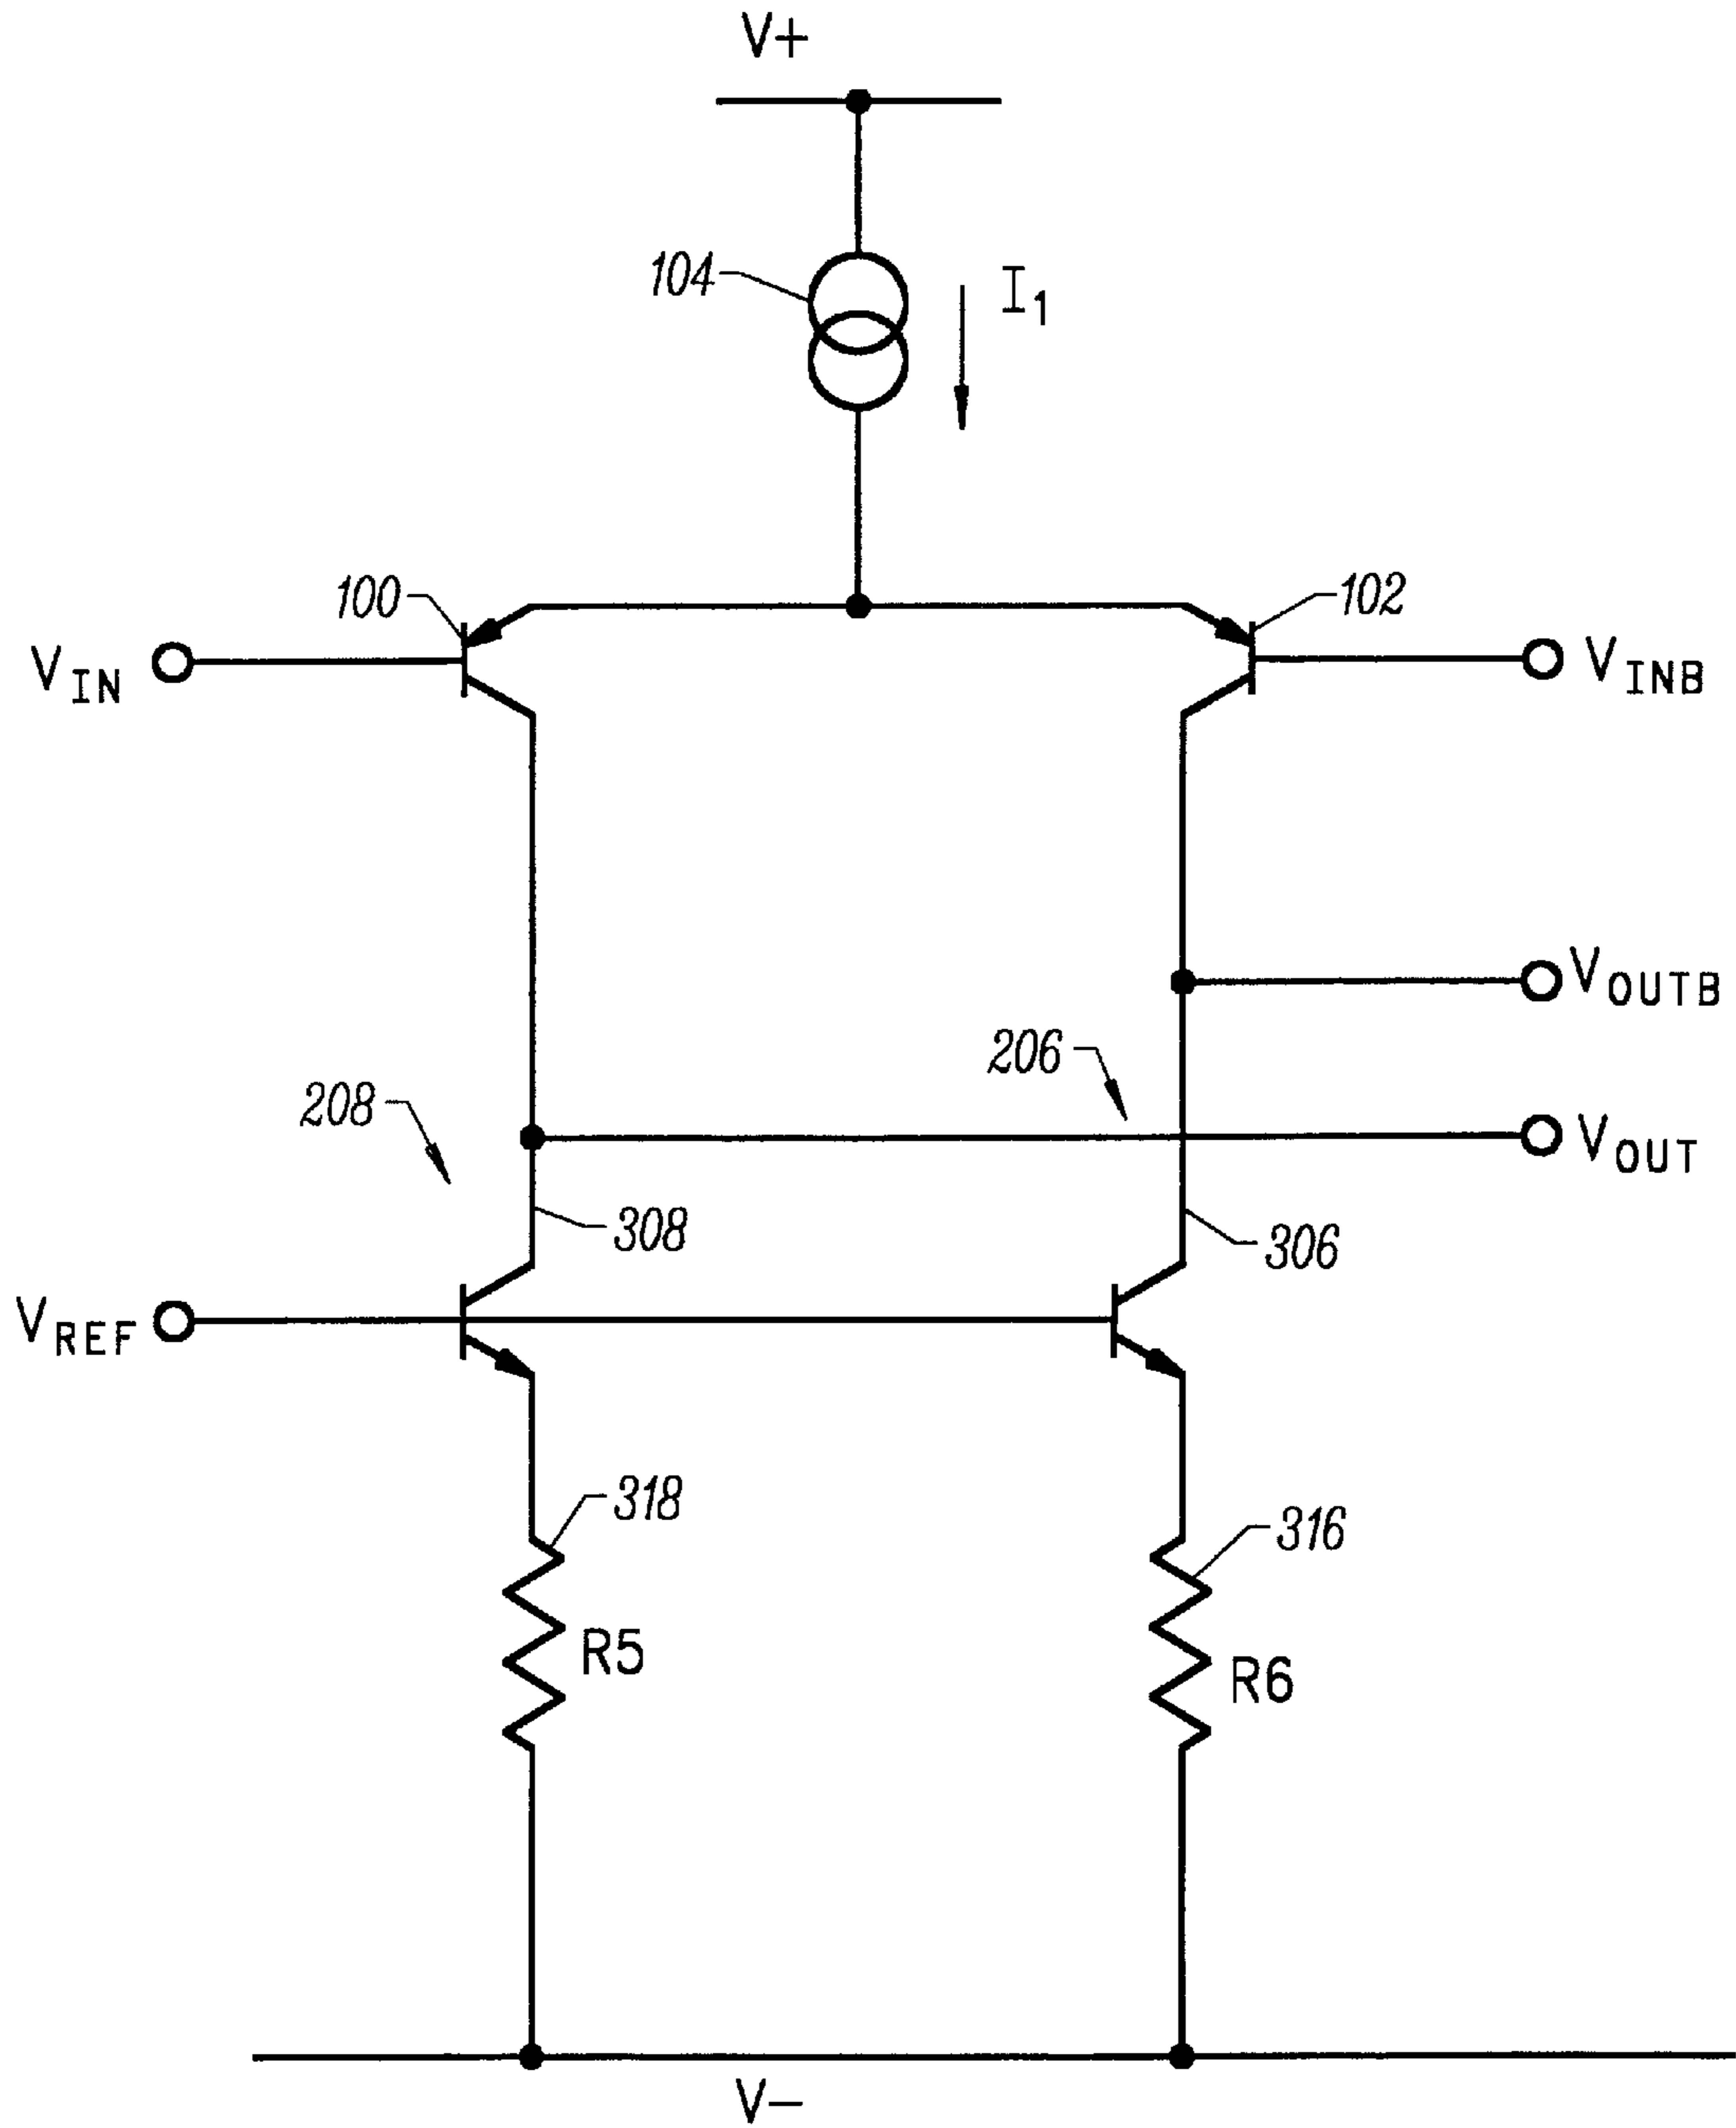 V+
104
I1
100
102
VIN
VINB
VOUTB
206
208
VOUT
308
306
VREF
318
316
R5
R6
V−